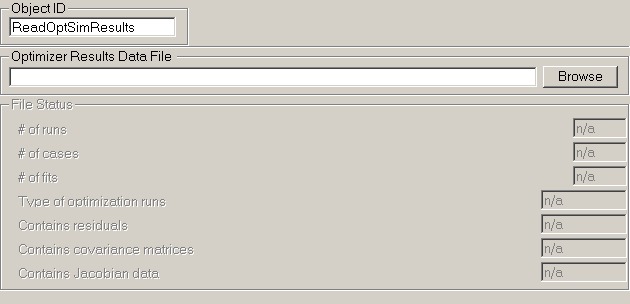 Object ID
ReadOptSimResults
Optimizer Results Data File
Browse
File Status
# of runs n/a
# of cases n/a
# of fits n/a
Type of optimization runs n/a
Contains residuals n/a
Contains covariance matrices n/a
Contains Jacobian data n/a